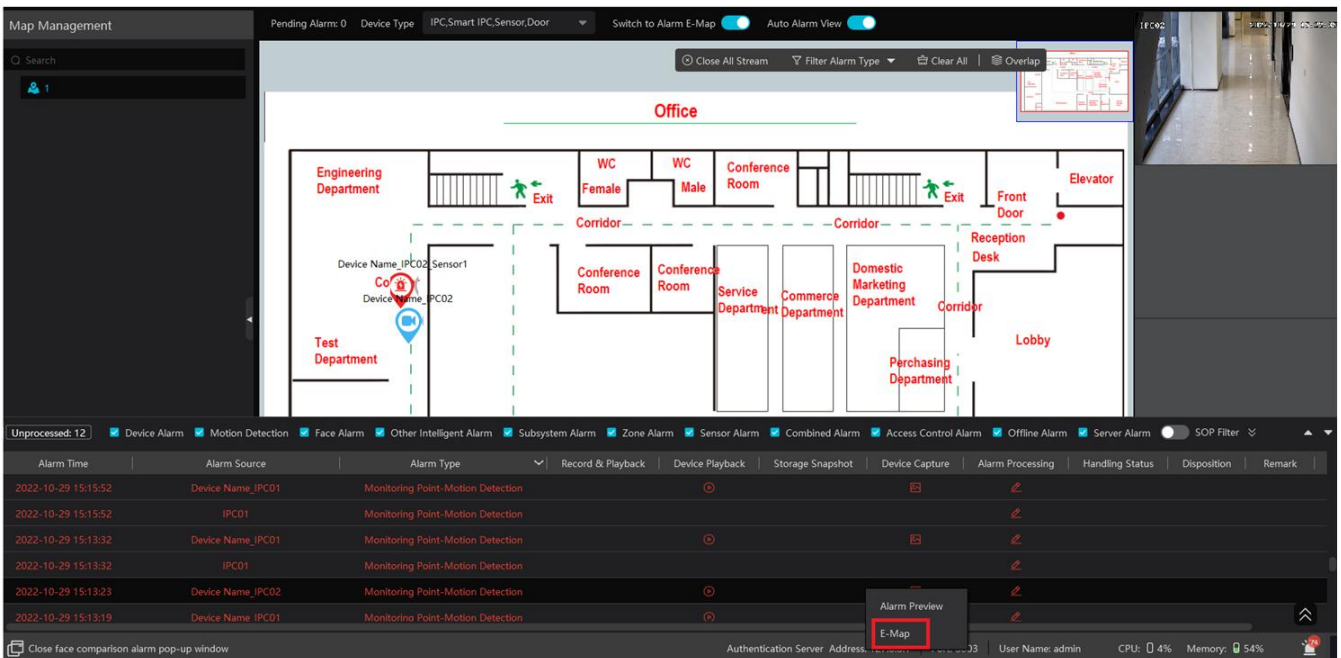 Map Management
Pending Alarm: 0 Device Type IPC,Smart IPC,Sensor,Door Switch to Alarm E-Map Auto Alarm View
IPC02
Search
Close All Stream Filter Alarm Type Clear All Overlap
1
Office
Engineering
Department
WC
Female
WC
Male
Conference
Room
Exit
Exit
Front
Door
Elevator
Corridor
Corridor
Reception
Desk
Device Name_IPC02_Sensor1
Device Name_IPC02
Conference
Room
Conference
Room
Service
Department
Commerce
Department
Domestic
Marketing
Department
Corridor
Test
Department
Perchasing
Department
Lobby
Unprocessed: 12 Device Alarm Motion Detection Face Alarm Other Intelligent Alarm Subsystem Alarm Zone Alarm Sensor Alarm Combined Alarm Access Control Alarm Offline Alarm Server Alarm SOP Filter
Alarm Time Alarm Source Alarm Type Record & Playback Device Playback Storage Snapshot Device Capture Alarm Processing Handling Status Disposition Remark
2022-10-29 15:15:52 Device Name_IPC01 Monitoring Point-Motion Detection
2022-10-29 15:15:52 IPC01 Monitoring Point-Motion Detection
2022-10-29 15:13:32 Device Name_IPC01 Monitoring Point-Motion Detection
2022-10-29 15:13:32 IPC01 Monitoring Point-Motion Detection
2022-10-29 15:13:23 Device Name_IPC02 Monitoring Point-Motion Detection
2022-10-29 15:13:19 Device Name_IPC01 Monitoring Point-Motion Detection
Alarm Preview
E-Map
Close face comparison alarm pop-up window
Authentication Server Address: User Name: admin CPU: 4% Memory: 54%
74